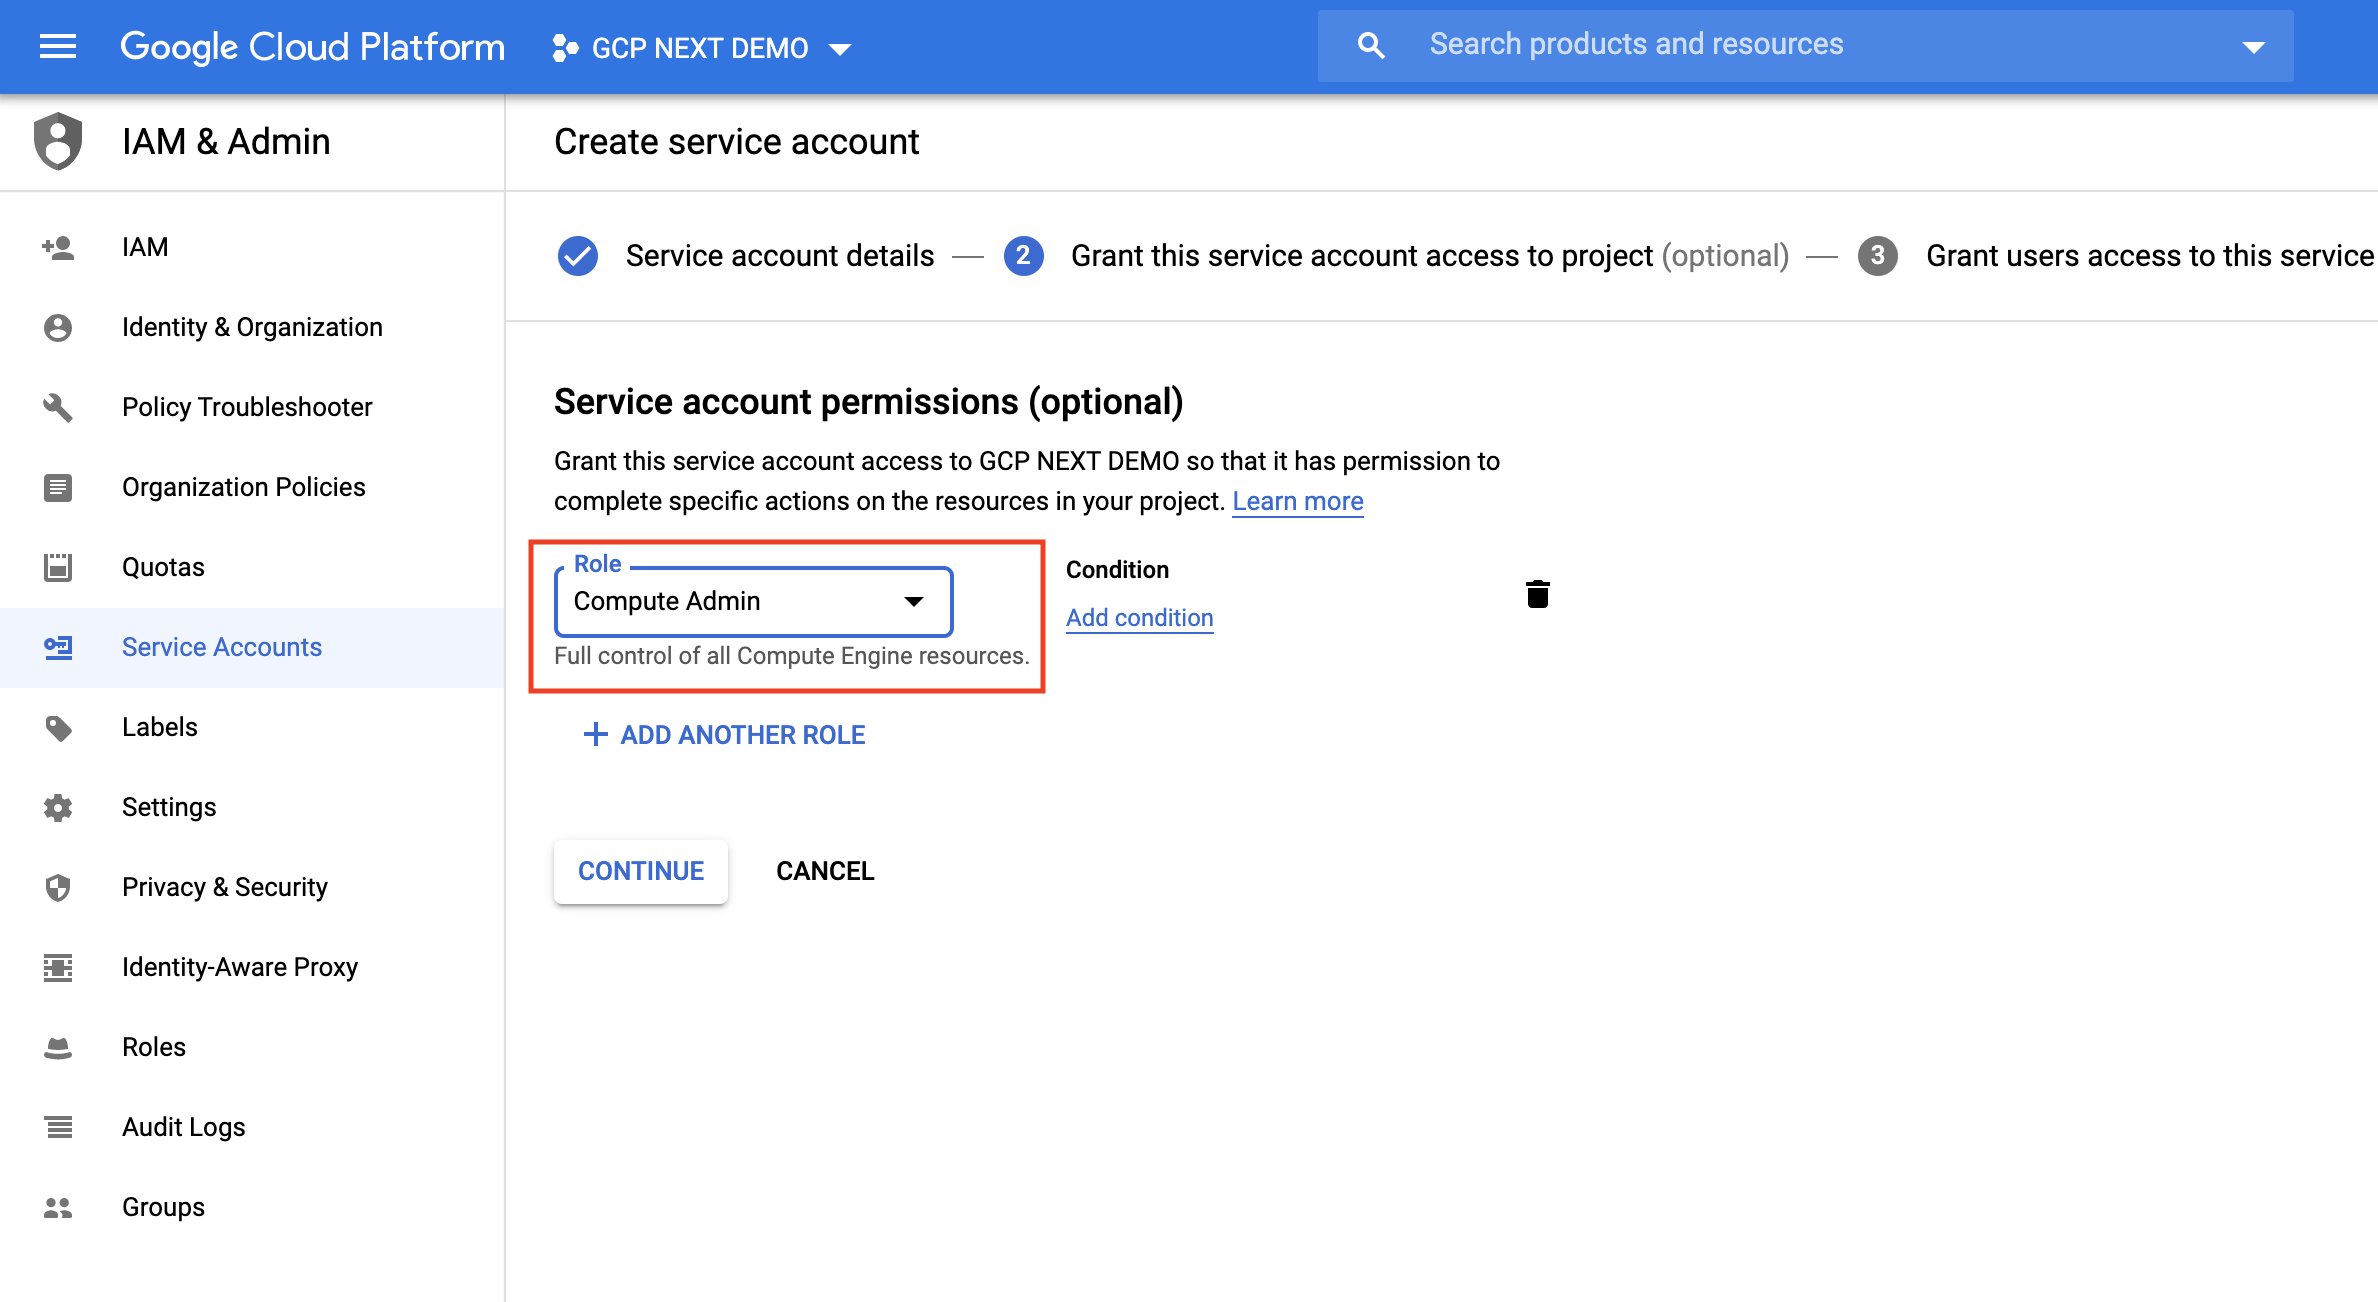 Google Cloud Platform
GCP NEXT DEMO
Search products and resources
IAM & Admin
Create service account
IAM
Identity & Organization
Policy Troubleshooter
Organization Policies
Quotas
Service Accounts
Labels
Settings
Privacy & Security
Identity-Aware Proxy
Roles
Audit Logs
Groups
Service account details — 2 Grant this service account access to project (optional) — 3 Grant users access to this service
Service account permissions (optional)
Grant this service account access to GCP NEXT DEMO so that it has permission to
complete specific actions on the resources in your project. Learn more
Role
Compute Admin
Full control of all Compute Engine resources.
Condition
Add condition
+ ADD ANOTHER ROLE
CONTINUE
CANCEL